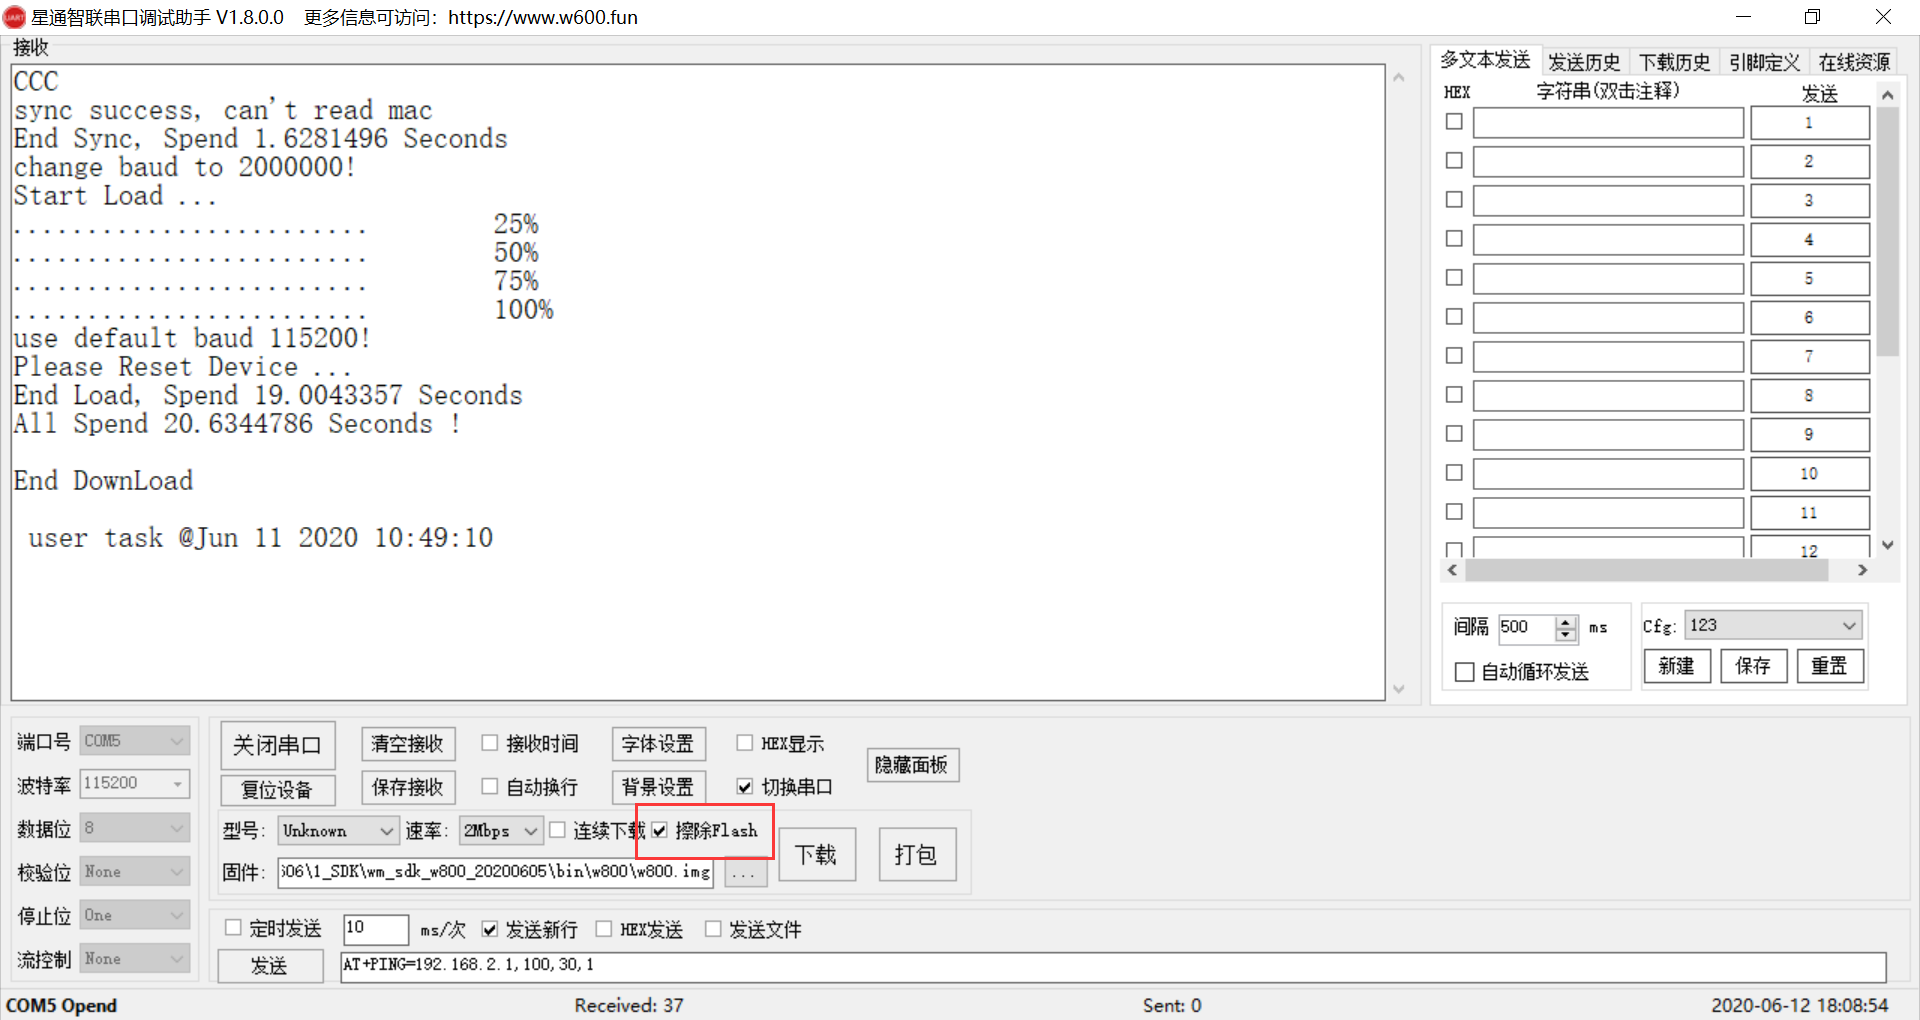 UART 星通智联串口调试助手 V1.8.0.0 更多信息可访问: https://www.w600.fun
接收
CCC
sync success, can't read mac
End Sync, Spend 1.6281496 Seconds
change baud to 2000000!
Start Load ...
........................ 25%
........................ 50%
........................ 75%
........................ 100%
use default baud 115200!
Please Reset Device ...
End Load, Spend 19.0043357 Seconds
All Spend 20.6344786 Seconds !
End DownLoad
user task @Jun 11 2020 10:49:10
多文本发送 发送历史 下载历史 引脚定义 在线资源
HEX 字符串(双击注释) 发送
1
2
3
4
5
6
7
8
9
10
11
12
间隔 500 ms
自动循环发送
Cfg: 123
新建 保存 重置
端口号 COM5
波特率 115200
数据位 8
校验位 None
停止位 One
流控制 None
关闭串口 清空接收 接收时间 字体设置 HEX显示
复位设备 保存接收 自动换行 背景设置 切换串口
隐藏面板
型号: Unknown 速率: 2Mbps 连续下载 擦除Flash
固件: 606\1_SDK\wm_sdk_w800_20200605\bin\w800\w800.img ...
下载 打包
定时发送 10 ms/次 发送新行 HEX发送 发送文件
发送 AT+PING=192.168.2.1,100,30,1
COM5 Opend Received: 37 Sent: 0 2020-06-12 18:08:54